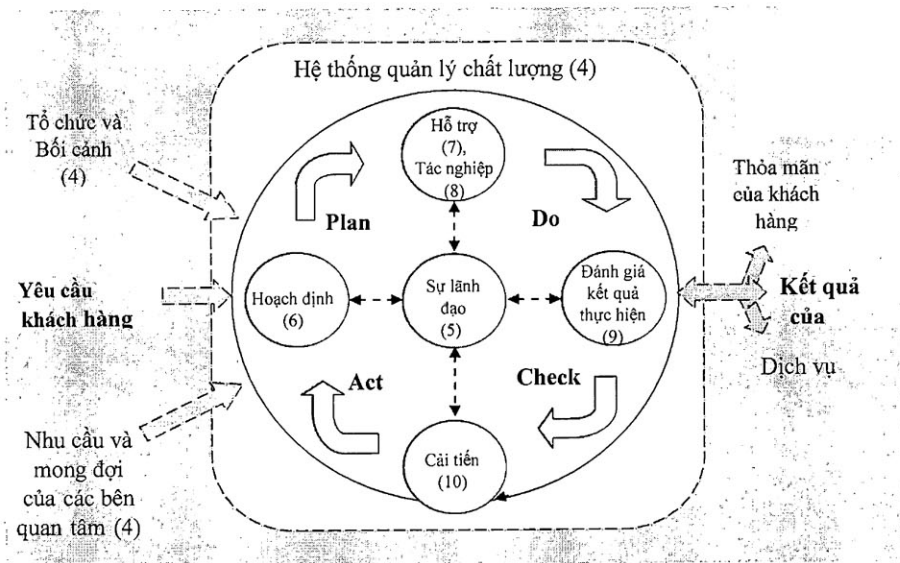 Hệ thống quản lý chất lượng (4)
Tổ chức và
Bối cảnh
(4)
Hỗ trợ
(7),
Tác nghiệp
(8)
Thỏa mãn
của khách
hàng
Plan
Do
Yêu cầu
khách hàng
Hoạch định
(6)
Sự lãnh
đạo
(5)
Đánh giá
kết quả
thực hiện
(9)
Kết quả
của
Dịch vụ
Act
Check
Nhu cầu và
mong đợi
của các bên
quan tâm (4)
Cải tiến
(10)